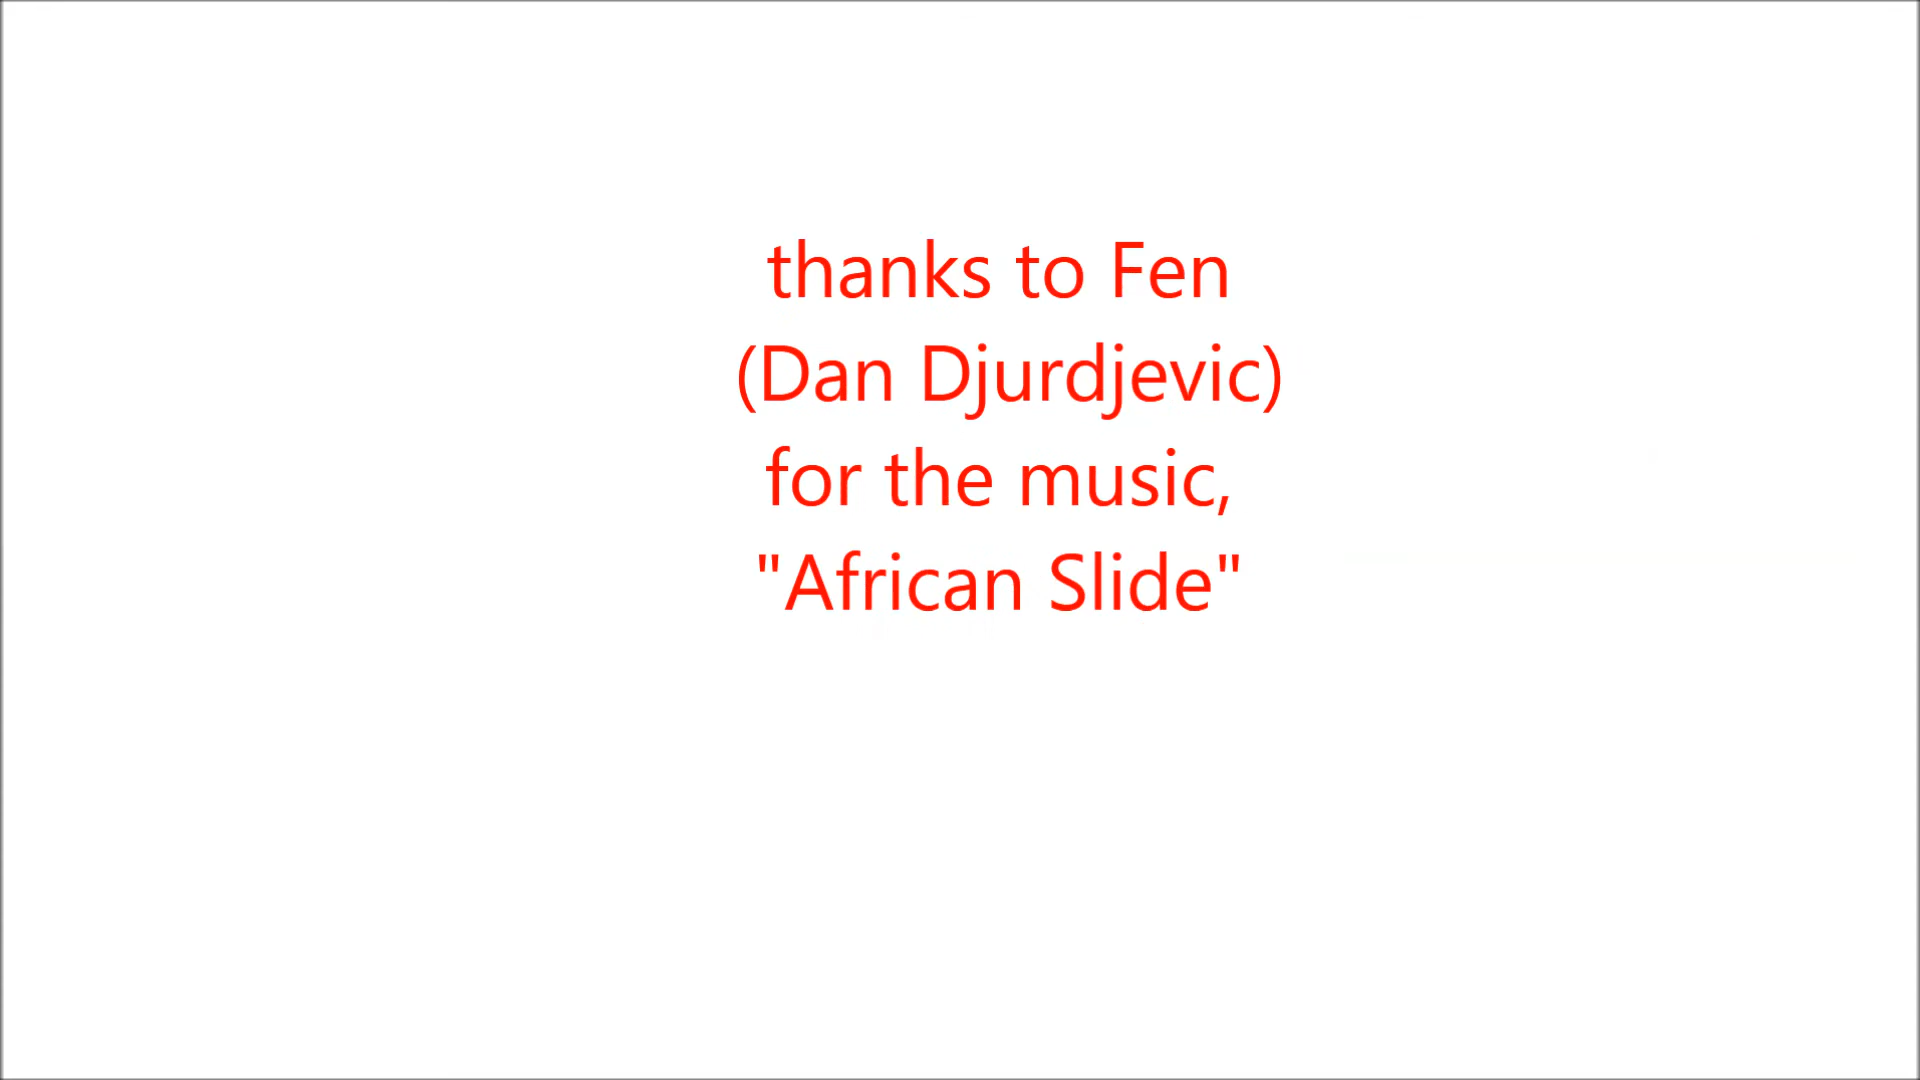 thanks to Fen
(Dan Djurdjevic)
for the music,
"African Slide"